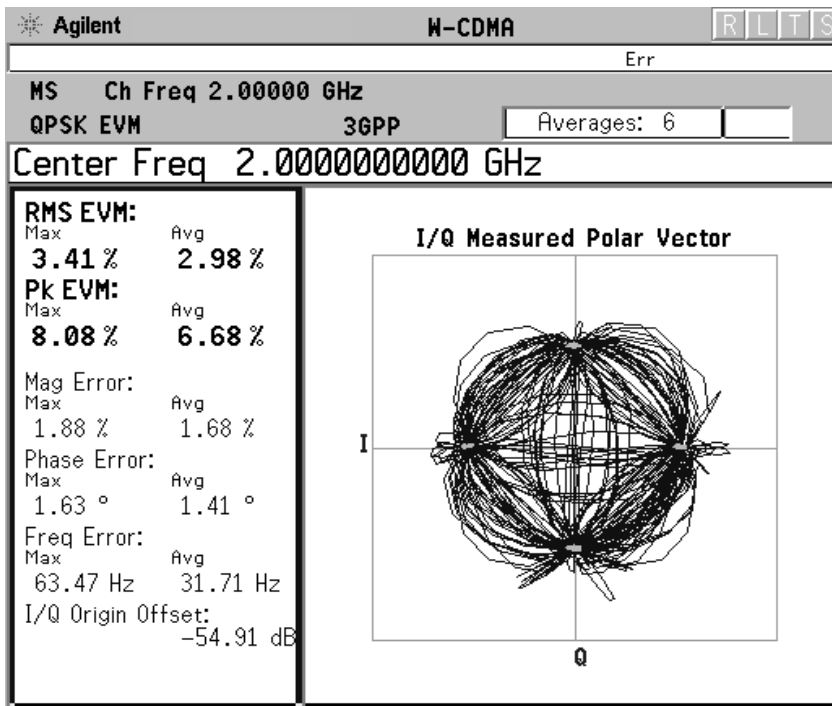 Agilent W-CDMA R L T S
Err
MS Ch Freq 2.00000 GHz
QPSK EVM 3GPP Averages: 6
Center Freq 2.0000000000 GHz
RMS EVM:
Max Avg
3.41 % 2.98 %
Pk EVM:
Max Avg
8.08 % 6.68 %
Mag Error:
Max Avg
1.88 % 1.68 %
Phase Error:
Max Avg
1.63 ° 1.41 °
Freq Error:
Max Avg
63.47 Hz 31.71 Hz
I/Q Origin Offset:
-54.91 dB
I/Q Measured Polar Vector
I
Q